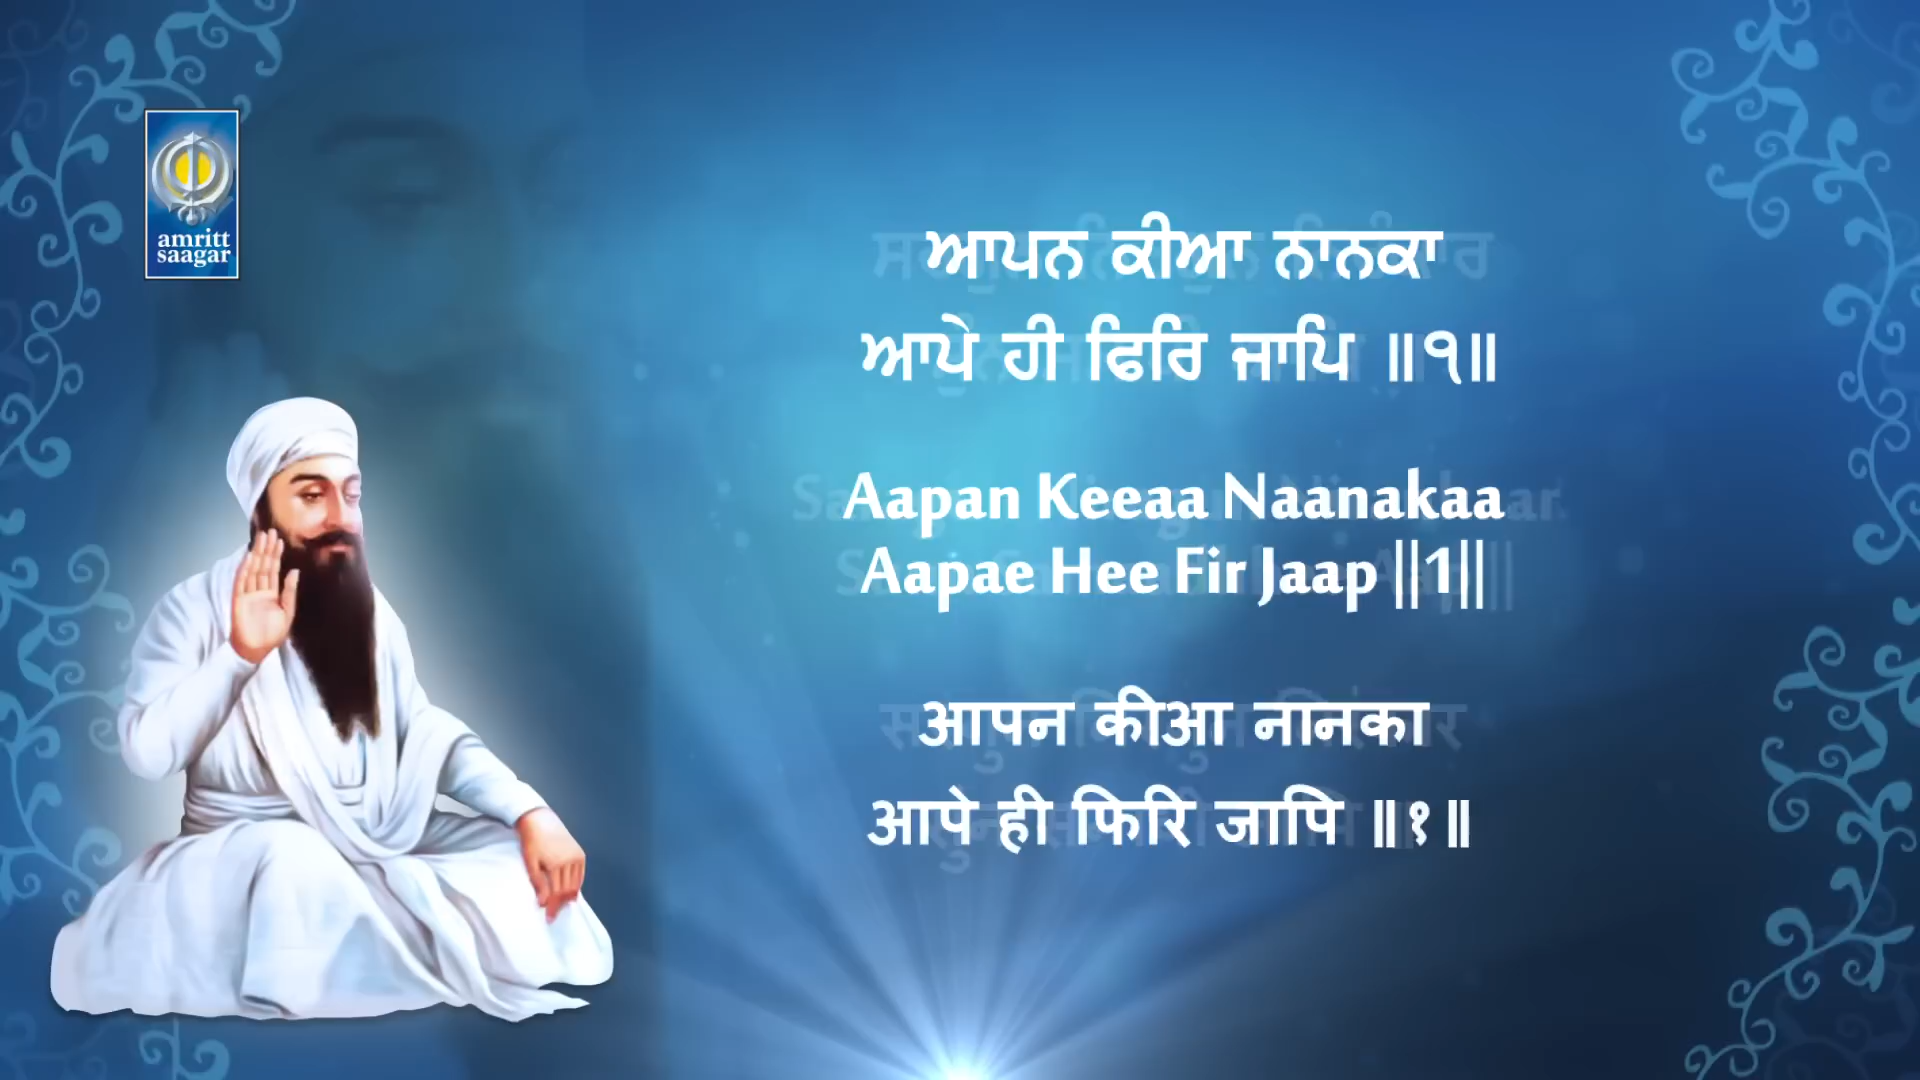 amritt
saagar
ਆਪਨ ਕੀਆ ਨਾਨਕਾ
ਆਪੇ ਹੀ ਫਿਰਿ ਜਾਪਿ ॥੧॥
Aapan Keeaa Naanakaa
Aapae Hee Fir Jaap ||1||
आपन कीआ नानका
आपे ही फिरि जापि ॥१॥